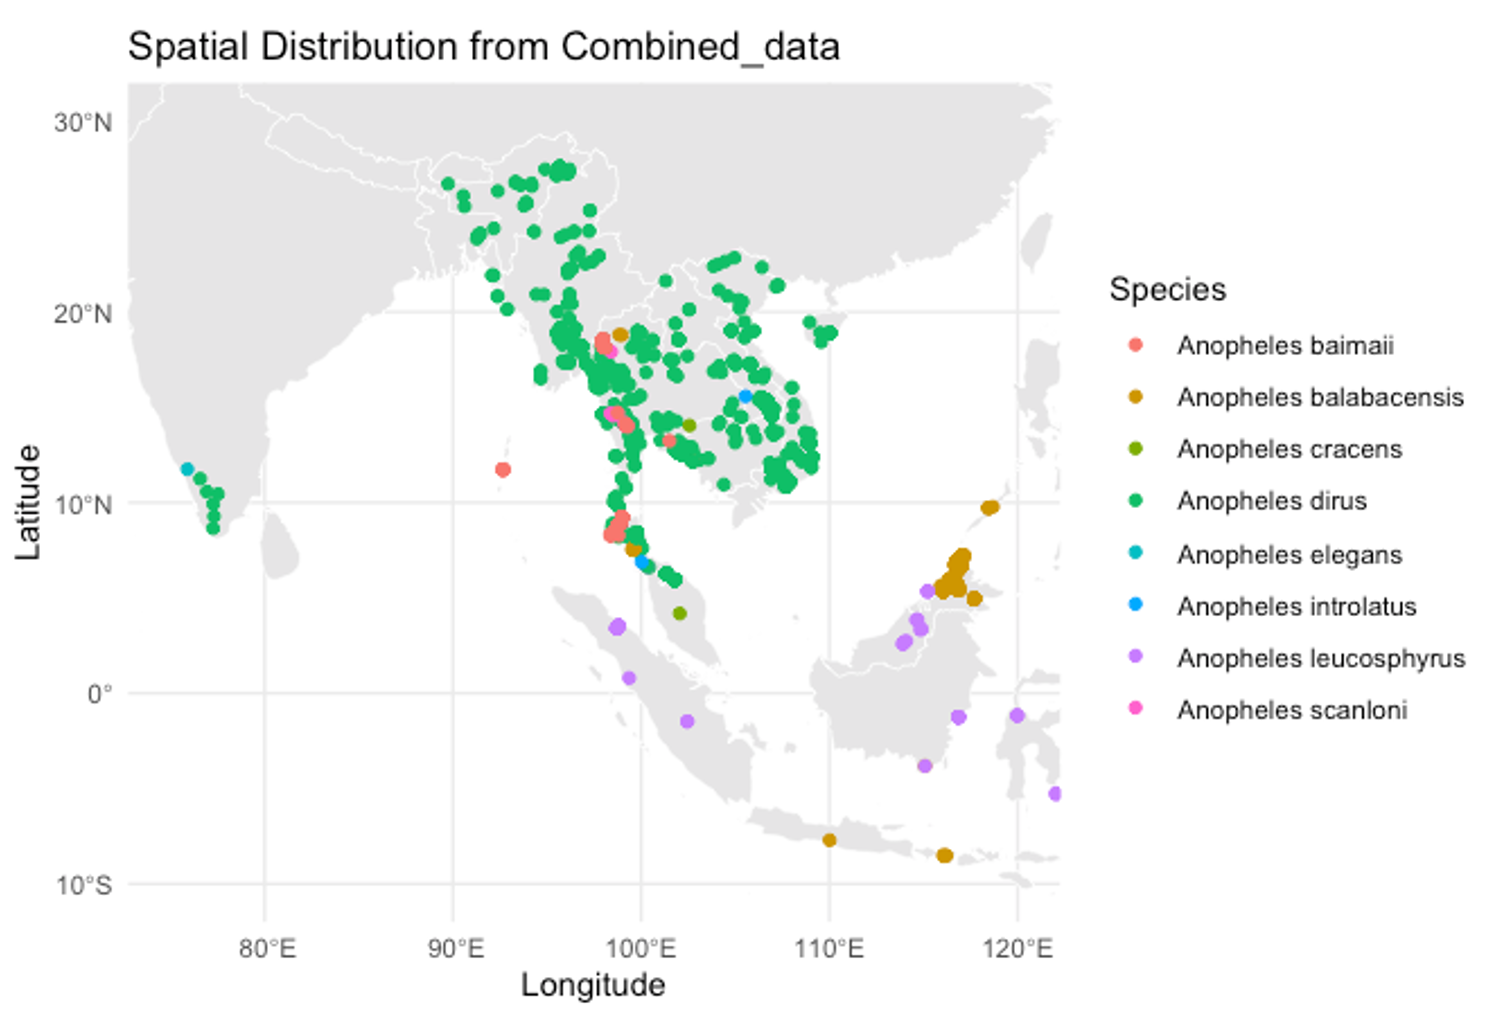 Spatial Distribution from Combined_data
30°N
20°N
10°N
0°
10°S
Latitude
80°E
90°E
100°E
110°E
120°E
Longitude
Species
Anopheles baimaii
Anopheles balabacensis
Anopheles cracens
Anopheles dirus
Anopheles elegans
Anopheles introlatus
Anopheles leucosphyrus
Anopheles scanloni